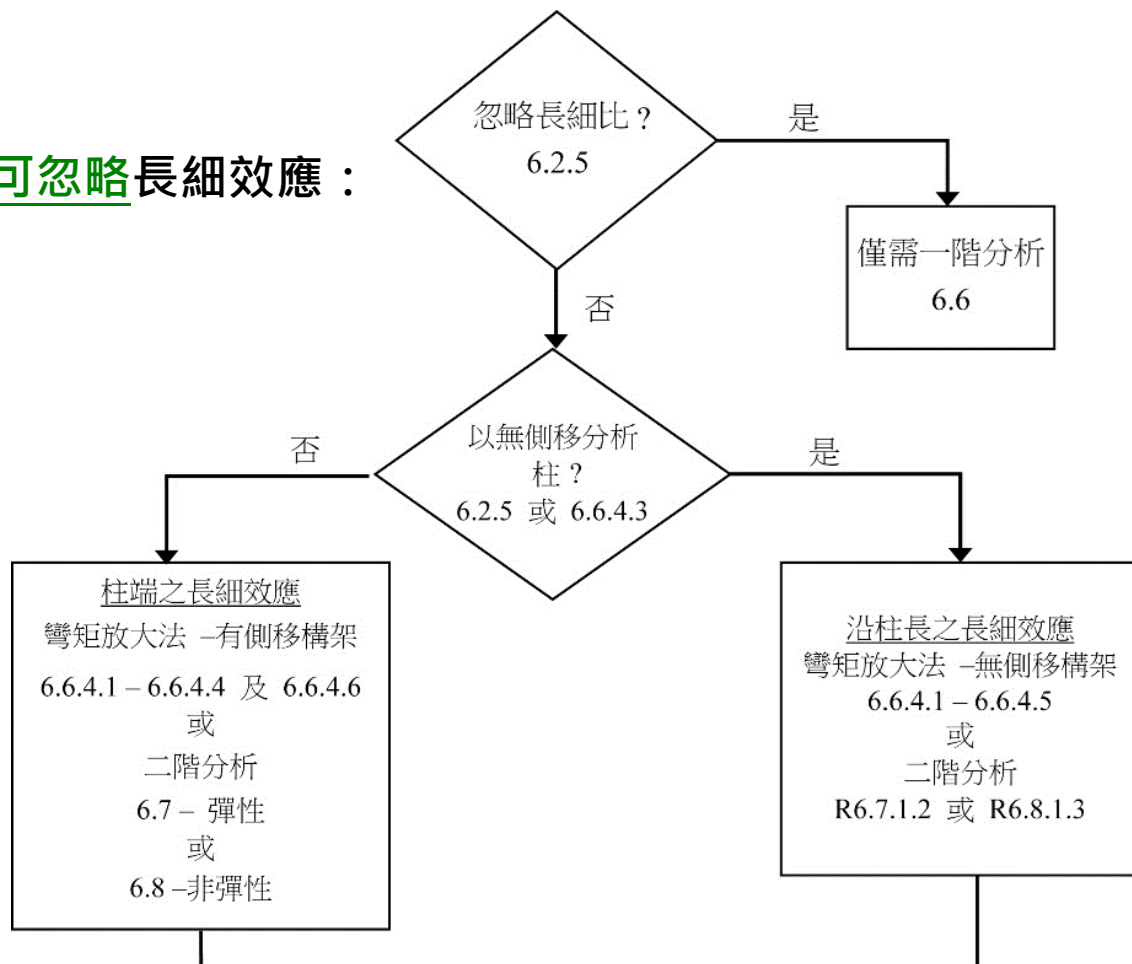 忽略長細比？
6.2.5
是
可忽略長細效應：
僅需一階分析
6.6
否
以無側移分析
柱？
6.2.5 或 6.6.4.3
否
是
柱端之長細效應
彎矩放大法 –有側移構架
6.6.4.1 – 6.6.4.4 及 6.6.4.6
或
二階分析
6.7 – 彈性
或
6.8 –非彈性
沿柱長之長細效應
彎矩放大法 –無側移構架
6.6.4.1 – 6.6.4.5
或
二階分析
R6.7.1.2 或 R6.8.1.3